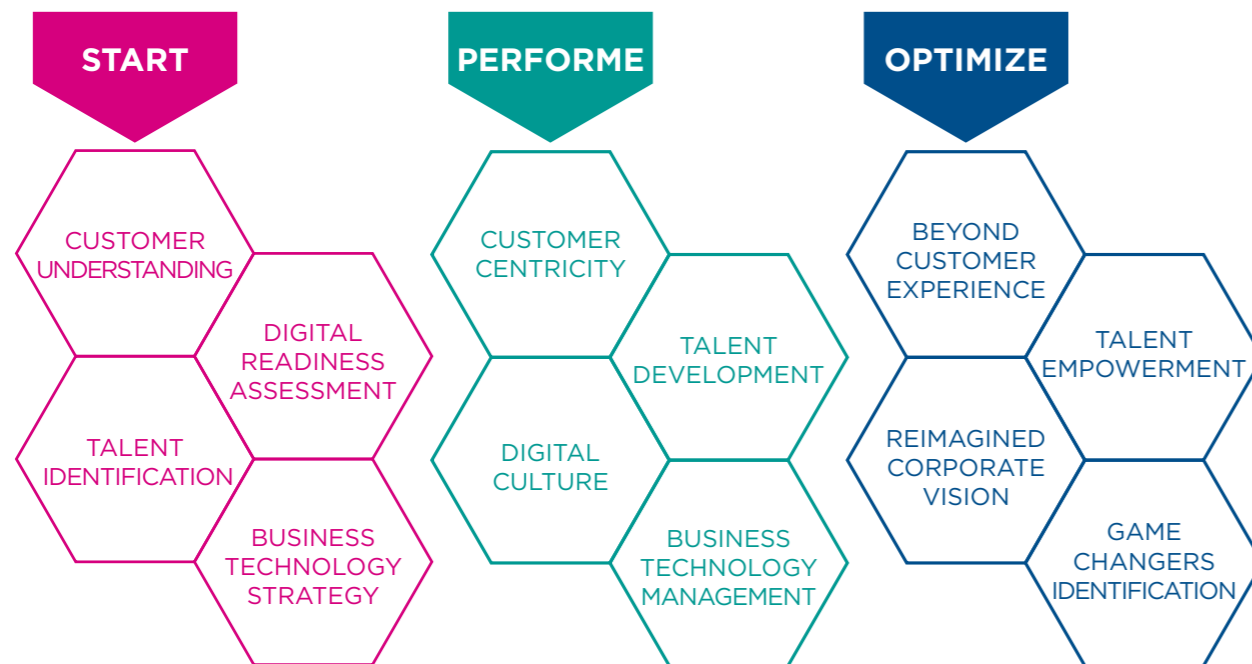 START
CUSTOMER
UNDERSTANDING
DIGITAL
READINESS
ASSESSMENT
TALENT
IDENTIFICATION
BUSINESS
TECHNOLOGY
STRATEGY
PERFORME
CUSTOMER
CENTRICITY
TALENT
DEVELOPMENT
DIGITAL
CULTURE
BUSINESS
TECHNOLOGY
MANAGEMENT
OPTIMIZE
BEYOND
CUSTOMER
EXPERIENCE
TALENT
EMPOWERMENT
REIMAGINED
CORPORATE
VISION
GAME
CHANGERS
IDENTIFICATION